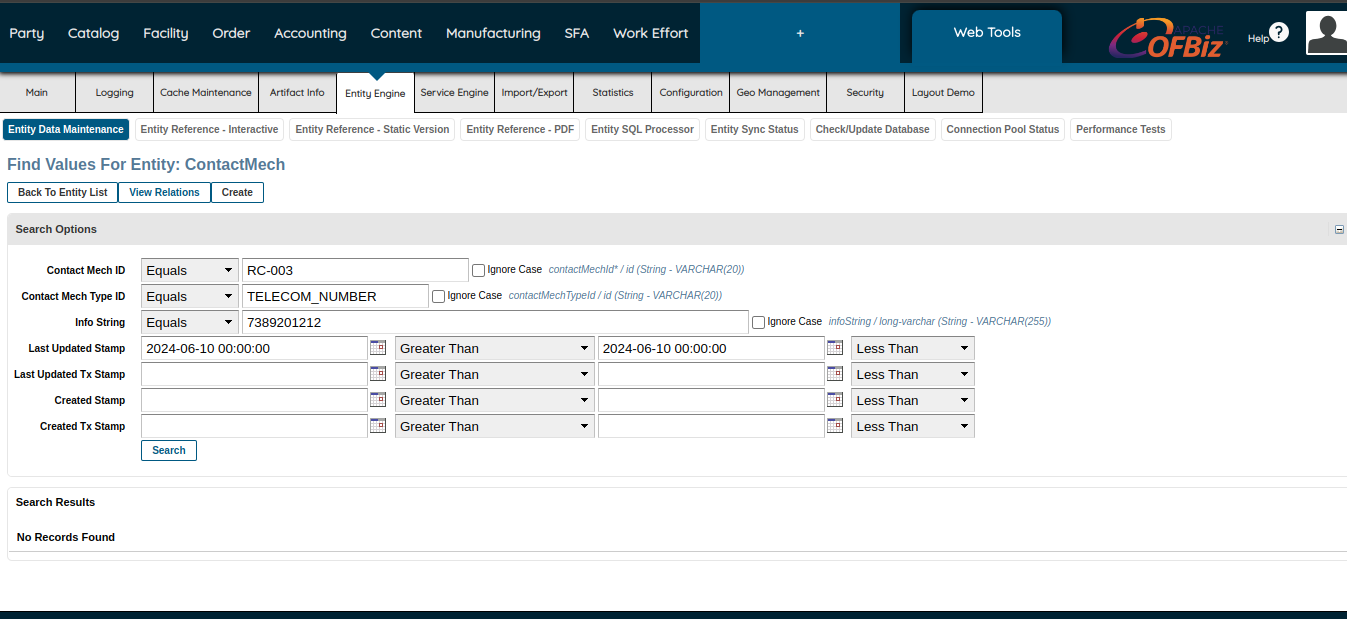 Party Catalog Facility Order Accounting Content Manufacturing SFA Work Effort + Web Tools APACHE OFBiz Help ?
Main Logging Cache Maintenance Artifact Info Entity Engine Service Engine Import/Export Statistics Configuration Geo Management Security Layout Demo
Entity Data Maintenance Entity Reference - Interactive Entity Reference - Static Version Entity Reference - PDF Entity SQL Processor Entity Sync Status Check/Update Database Connection Pool Status Performance Tests
Find Values For Entity: ContactMech
Back To Entity List View Relations Create
Search Options
Contact Mech ID Equals RC-003 Ignore Case contactMechId* / id (String - VARCHAR(20))
Contact Mech Type ID Equals TELECOM_NUMBER Ignore Case contactMechTypeId / id (String - VARCHAR(20))
Info String Equals 7389201212 Ignore Case infoString / long-varchar (String - VARCHAR(255))
Last Updated Stamp 2024-06-10 00:00:00 Greater Than 2024-06-10 00:00:00 Less Than
Last Updated Tx Stamp Greater Than Less Than
Created Stamp Greater Than Less Than
Created Tx Stamp Greater Than Less Than
Search
Search Results
No Records Found